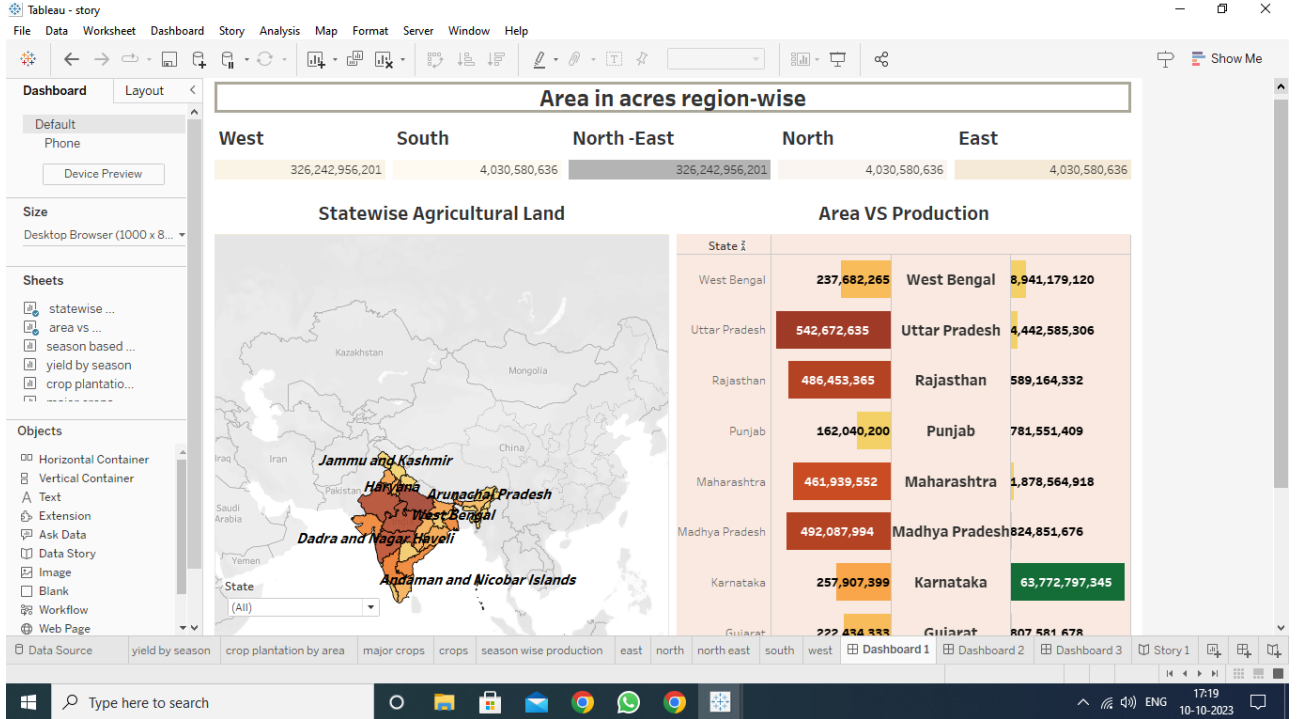 Tableau - story
File Data Worksheet Dashboard Story Analysis Map Format Server Window Help
Show Me
Dashboard Layout
Default
Phone
Device Preview
Size
Desktop Browser (1000 x 8...
Sheets
statewise ...
area vs ...
season based ...
yield by season
crop plantatio...
Objects
Horizontal Container
Vertical Container
Text
Extension
Ask Data
Data Story
Image
Blank
Workflow
Web Page
Area in acres region-wise
West South North -East North East
326,242,956,201 4,030,580,636 326,242,956,201 4,030,580,636 4,030,580,636
Statewise Agricultural Land
Kazakhstan
Mongolia
China
Iraq
Iran
Pakistan
Saudi
Arabia
Yemen
Jammu and Kashmir
Haryana
Arunachal Pradesh
West Bengal
Dadra and Nagar Haveli
Andaman and Nicobar Islands
State
(All)
Area VS Production
State
West Bengal 237,682,265 West Bengal 8,941,179,120
Uttar Pradesh 542,672,635 Uttar Pradesh 4,442,585,306
Rajasthan 486,453,365 Rajasthan 589,164,332
Punjab 162,040,200 Punjab 781,551,409
Maharashtra 461,939,552 Maharashtra 1,878,564,918
Madhya Pradesh 492,087,994 Madhya Pradesh 824,851,676
Karnataka 257,907,399 Karnataka 63,772,797,345
Gujarat 222,434,333 Gujarat 807,581,678
Data Source yield by season crop plantation by area major crops crops season wise production east north north east south west Dashboard 1 Dashboard 2 Dashboard 3 Story 1
Type here to search
ENG
17:19
10-10-2023